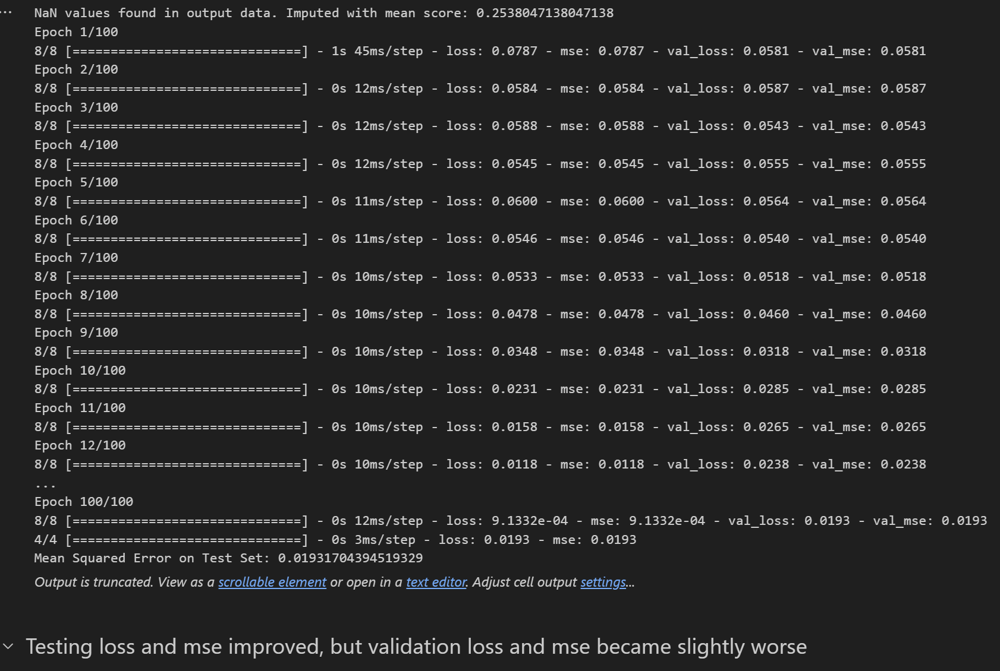 ...
NaN values found in output data. Imputed with mean score: 0.2538047138047138
Epoch 1/100
8/8 [==============================] - 1s 45ms/step - loss: 0.0787 - mse: 0.0787 - val_loss: 0.0581 - val_mse: 0.0581
Epoch 2/100
8/8 [==============================] - 0s 12ms/step - loss: 0.0584 - mse: 0.0584 - val_loss: 0.0587 - val_mse: 0.0587
Epoch 3/100
8/8 [==============================] - 0s 12ms/step - loss: 0.0588 - mse: 0.0588 - val_loss: 0.0543 - val_mse: 0.0543
Epoch 4/100
8/8 [==============================] - 0s 12ms/step - loss: 0.0545 - mse: 0.0545 - val_loss: 0.0555 - val_mse: 0.0555
Epoch 5/100
8/8 [==============================] - 0s 11ms/step - loss: 0.0600 - mse: 0.0600 - val_loss: 0.0564 - val_mse: 0.0564
Epoch 6/100
8/8 [==============================] - 0s 11ms/step - loss: 0.0546 - mse: 0.0546 - val_loss: 0.0540 - val_mse: 0.0540
Epoch 7/100
8/8 [==============================] - 0s 10ms/step - loss: 0.0533 - mse: 0.0533 - val_loss: 0.0518 - val_mse: 0.0518
Epoch 8/100
8/8 [==============================] - 0s 10ms/step - loss: 0.0478 - mse: 0.0478 - val_loss: 0.0460 - val_mse: 0.0460
Epoch 9/100
8/8 [==============================] - 0s 10ms/step - loss: 0.0348 - mse: 0.0348 - val_loss: 0.0318 - val_mse: 0.0318
Epoch 10/100
8/8 [==============================] - 0s 10ms/step - loss: 0.0231 - mse: 0.0231 - val_loss: 0.0285 - val_mse: 0.0285
Epoch 11/100
8/8 [==============================] - 0s 10ms/step - loss: 0.0158 - mse: 0.0158 - val_loss: 0.0265 - val_mse: 0.0265
Epoch 12/100
8/8 [==============================] - 0s 10ms/step - loss: 0.0118 - mse: 0.0118 - val_loss: 0.0238 - val_mse: 0.0238
...
Epoch 100/100
8/8 [==============================] - 0s 12ms/step - loss: 9.1332e-04 - mse: 9.1332e-04 - val_loss: 0.0193 - val_mse: 0.0193
4/4 [==============================] - 0s 3ms/step - loss: 0.0193 - mse: 0.0193
Mean Squared Error on Test Set: 0.01931704394519329
Output is truncated. View as a scrollable element or open in a text editor. Adjust cell output settings...
Testing loss and mse improved, but validation loss and mse became slightly worse